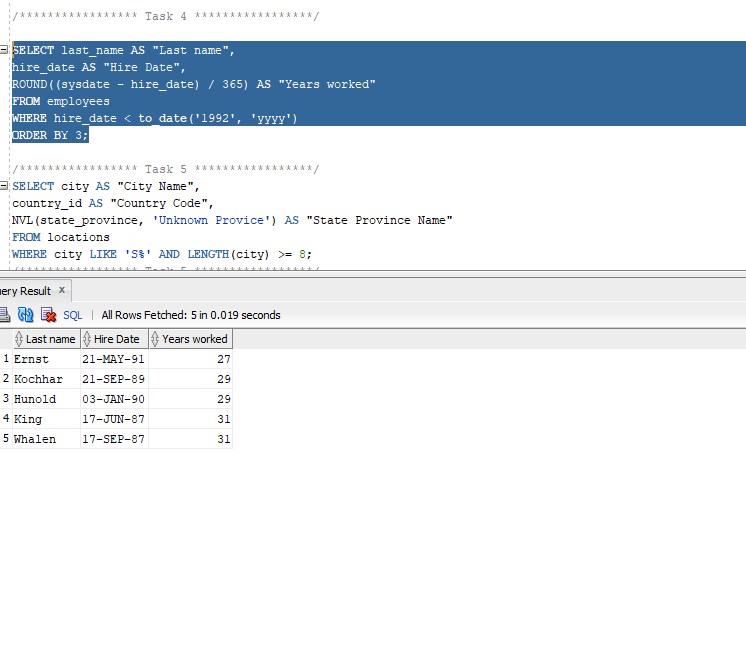 /***************** Task 4 *****************/
SELECT last_name AS "Last name",
hire_date AS "Hire Date",
ROUND((sysdate - hire_date) / 365) AS "Years worked"
FROM employees
WHERE hire_date < to_date('1992', 'yyyy')
ORDER BY 3;
/***************** Task 5 *****************/
SELECT city AS "City Name",
country_id AS "Country Code",
NVL(state_province, 'Unknown Provice') AS "State Province Name"
FROM locations
WHERE city LIKE 'S%' AND LENGTH(city) >= 8;
ery Result x
SQL | All Rows Fetched: 5 in 0.019 seconds
Last name Hire Date Years worked
1 Ernst 21-MAY-91 27
2 Kochhar 21-SEP-89 29
3 Hunold 03-JAN-90 29
4 King 17-JUN-87 31
5 Whalen 17-SEP-87 31